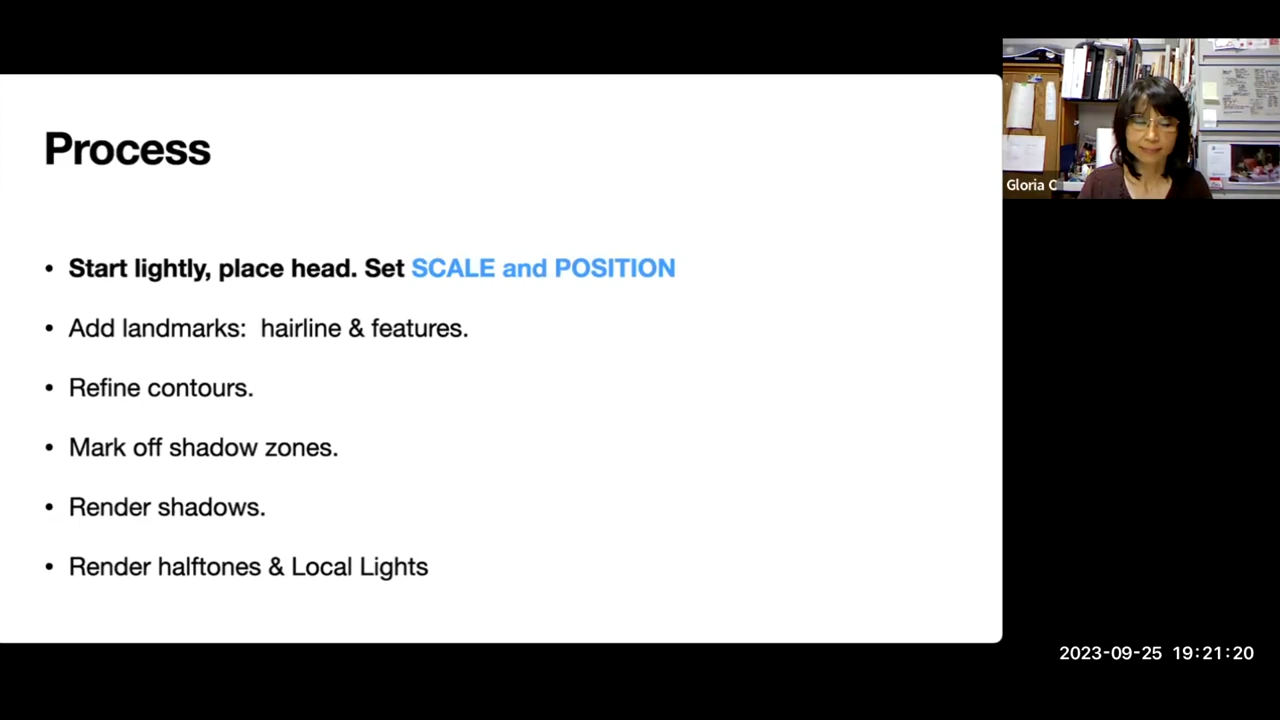 Process
• Start lightly, place head. Set SCALE and POSITION
• Add landmarks:  hairline & features.
• Refine contours.
• Mark off shadow zones.
• Render shadows.
• Render halftones & Local Lights
Gloria C
2023-09-25 19:21:20